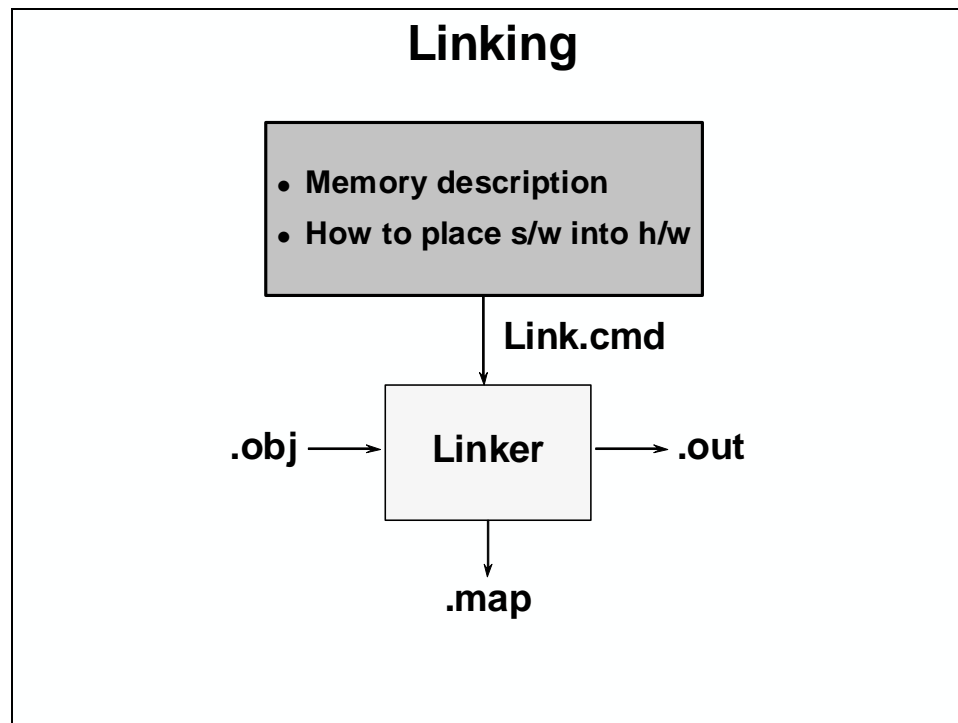 Linking
• Memory description
• How to place s/w into h/w
Link.cmd
.obj
Linker
.out
.map